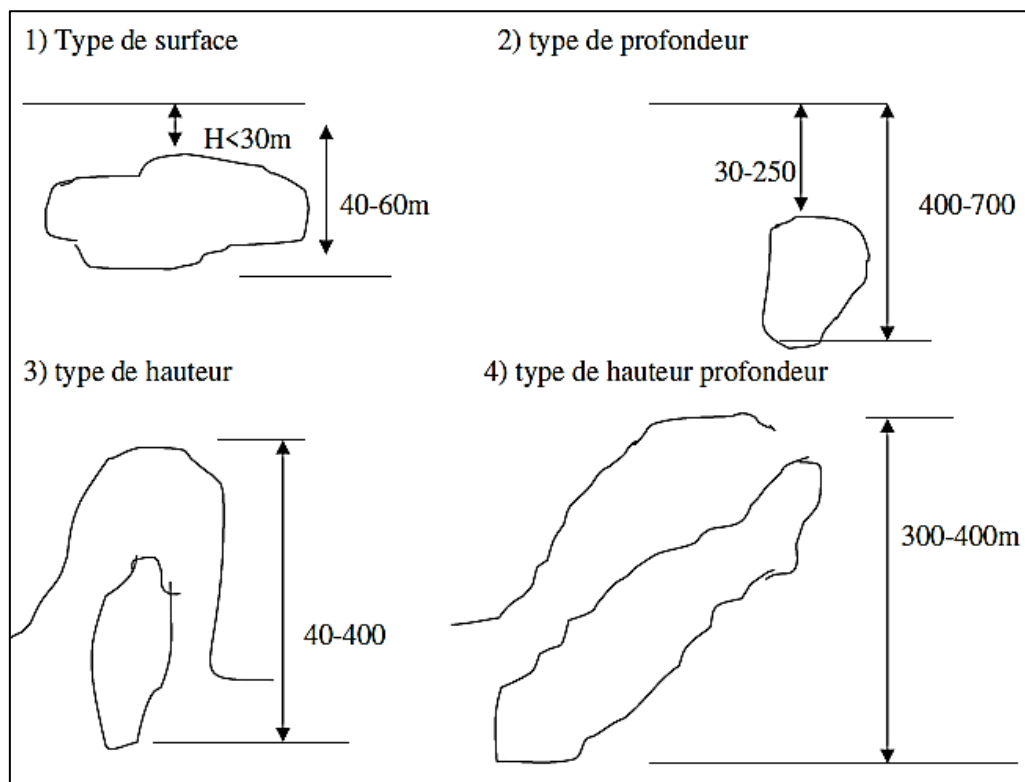 1) Type de surface
2) type de profondeur
H<30m
40-60m
30-250
400-700
3) type de hauteur
4) type de hauteur profondeur
40-400
300-400m